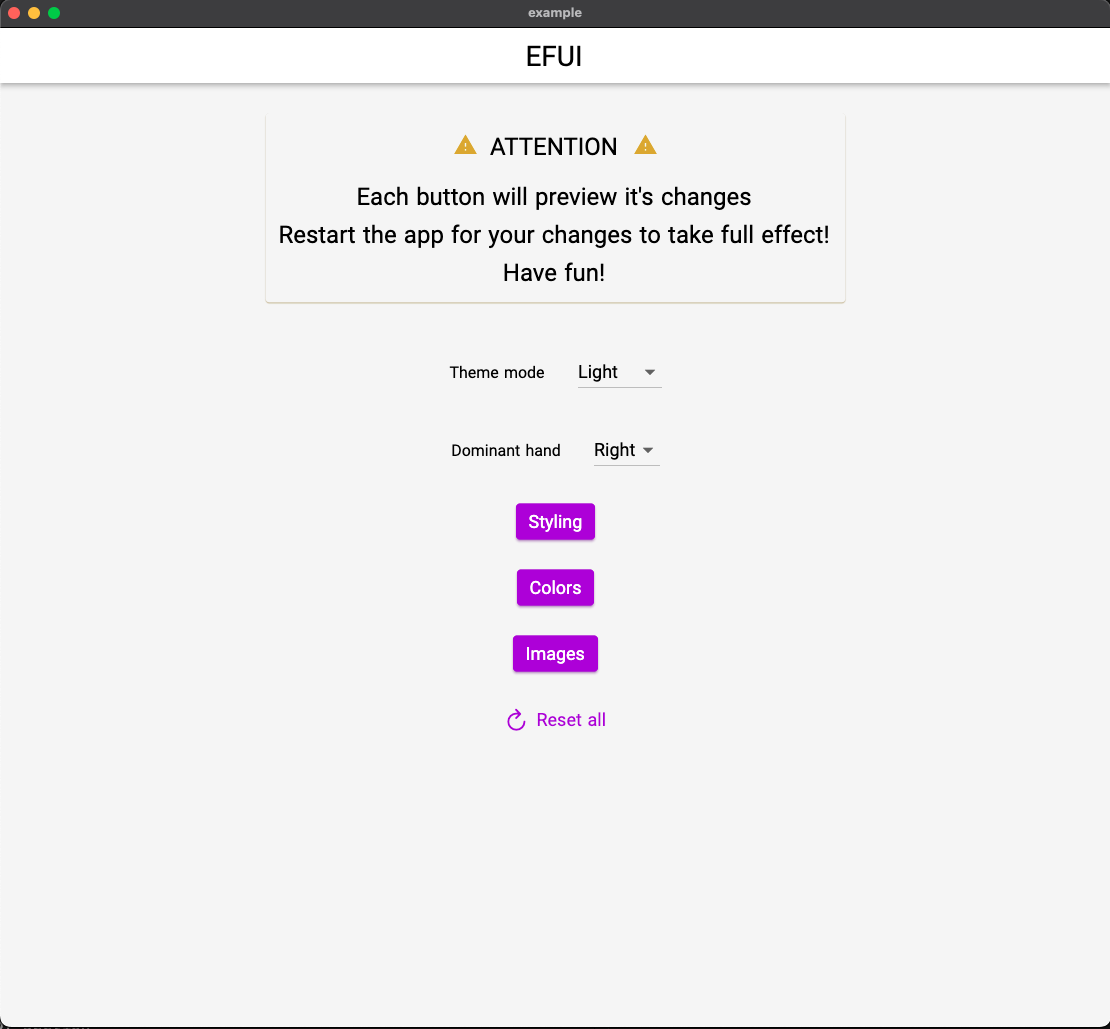 example
EFUI
ATTENTION
Each button will preview it's changes
Restart the app for your changes to take full effect!
Have fun!
Theme mode Light
Dominant hand Right
Styling
Colors
Images
Reset all